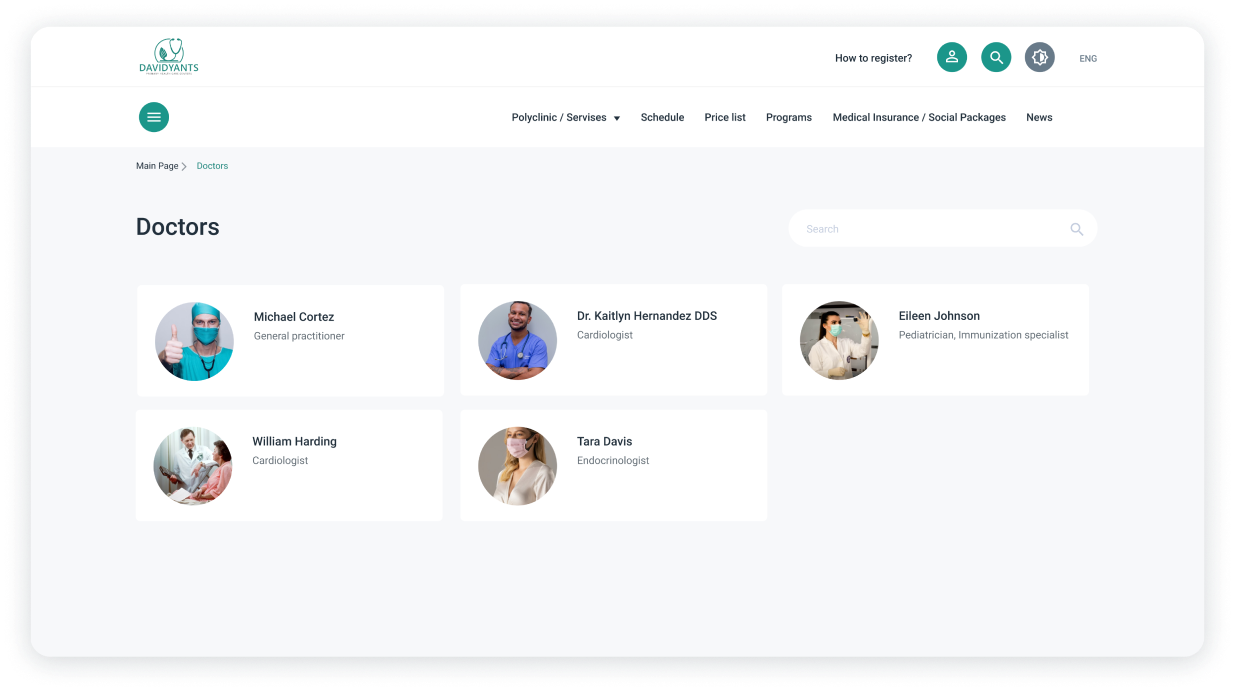 DAVIDYANTS
How to register?
ENG
Polyclinic / Servises
Schedule
Price list
Programs
Medical Insurance / Social Packages
News
Main Page
Doctors
Doctors
Search
Michael Cortez
General practitioner
Dr. Kaitlyn Hernandez DDS
Cardiologist
Eileen Johnson
Pediatrician, Immunization specialist
William Harding
Cardiologist
Tara Davis
Endocrinologist